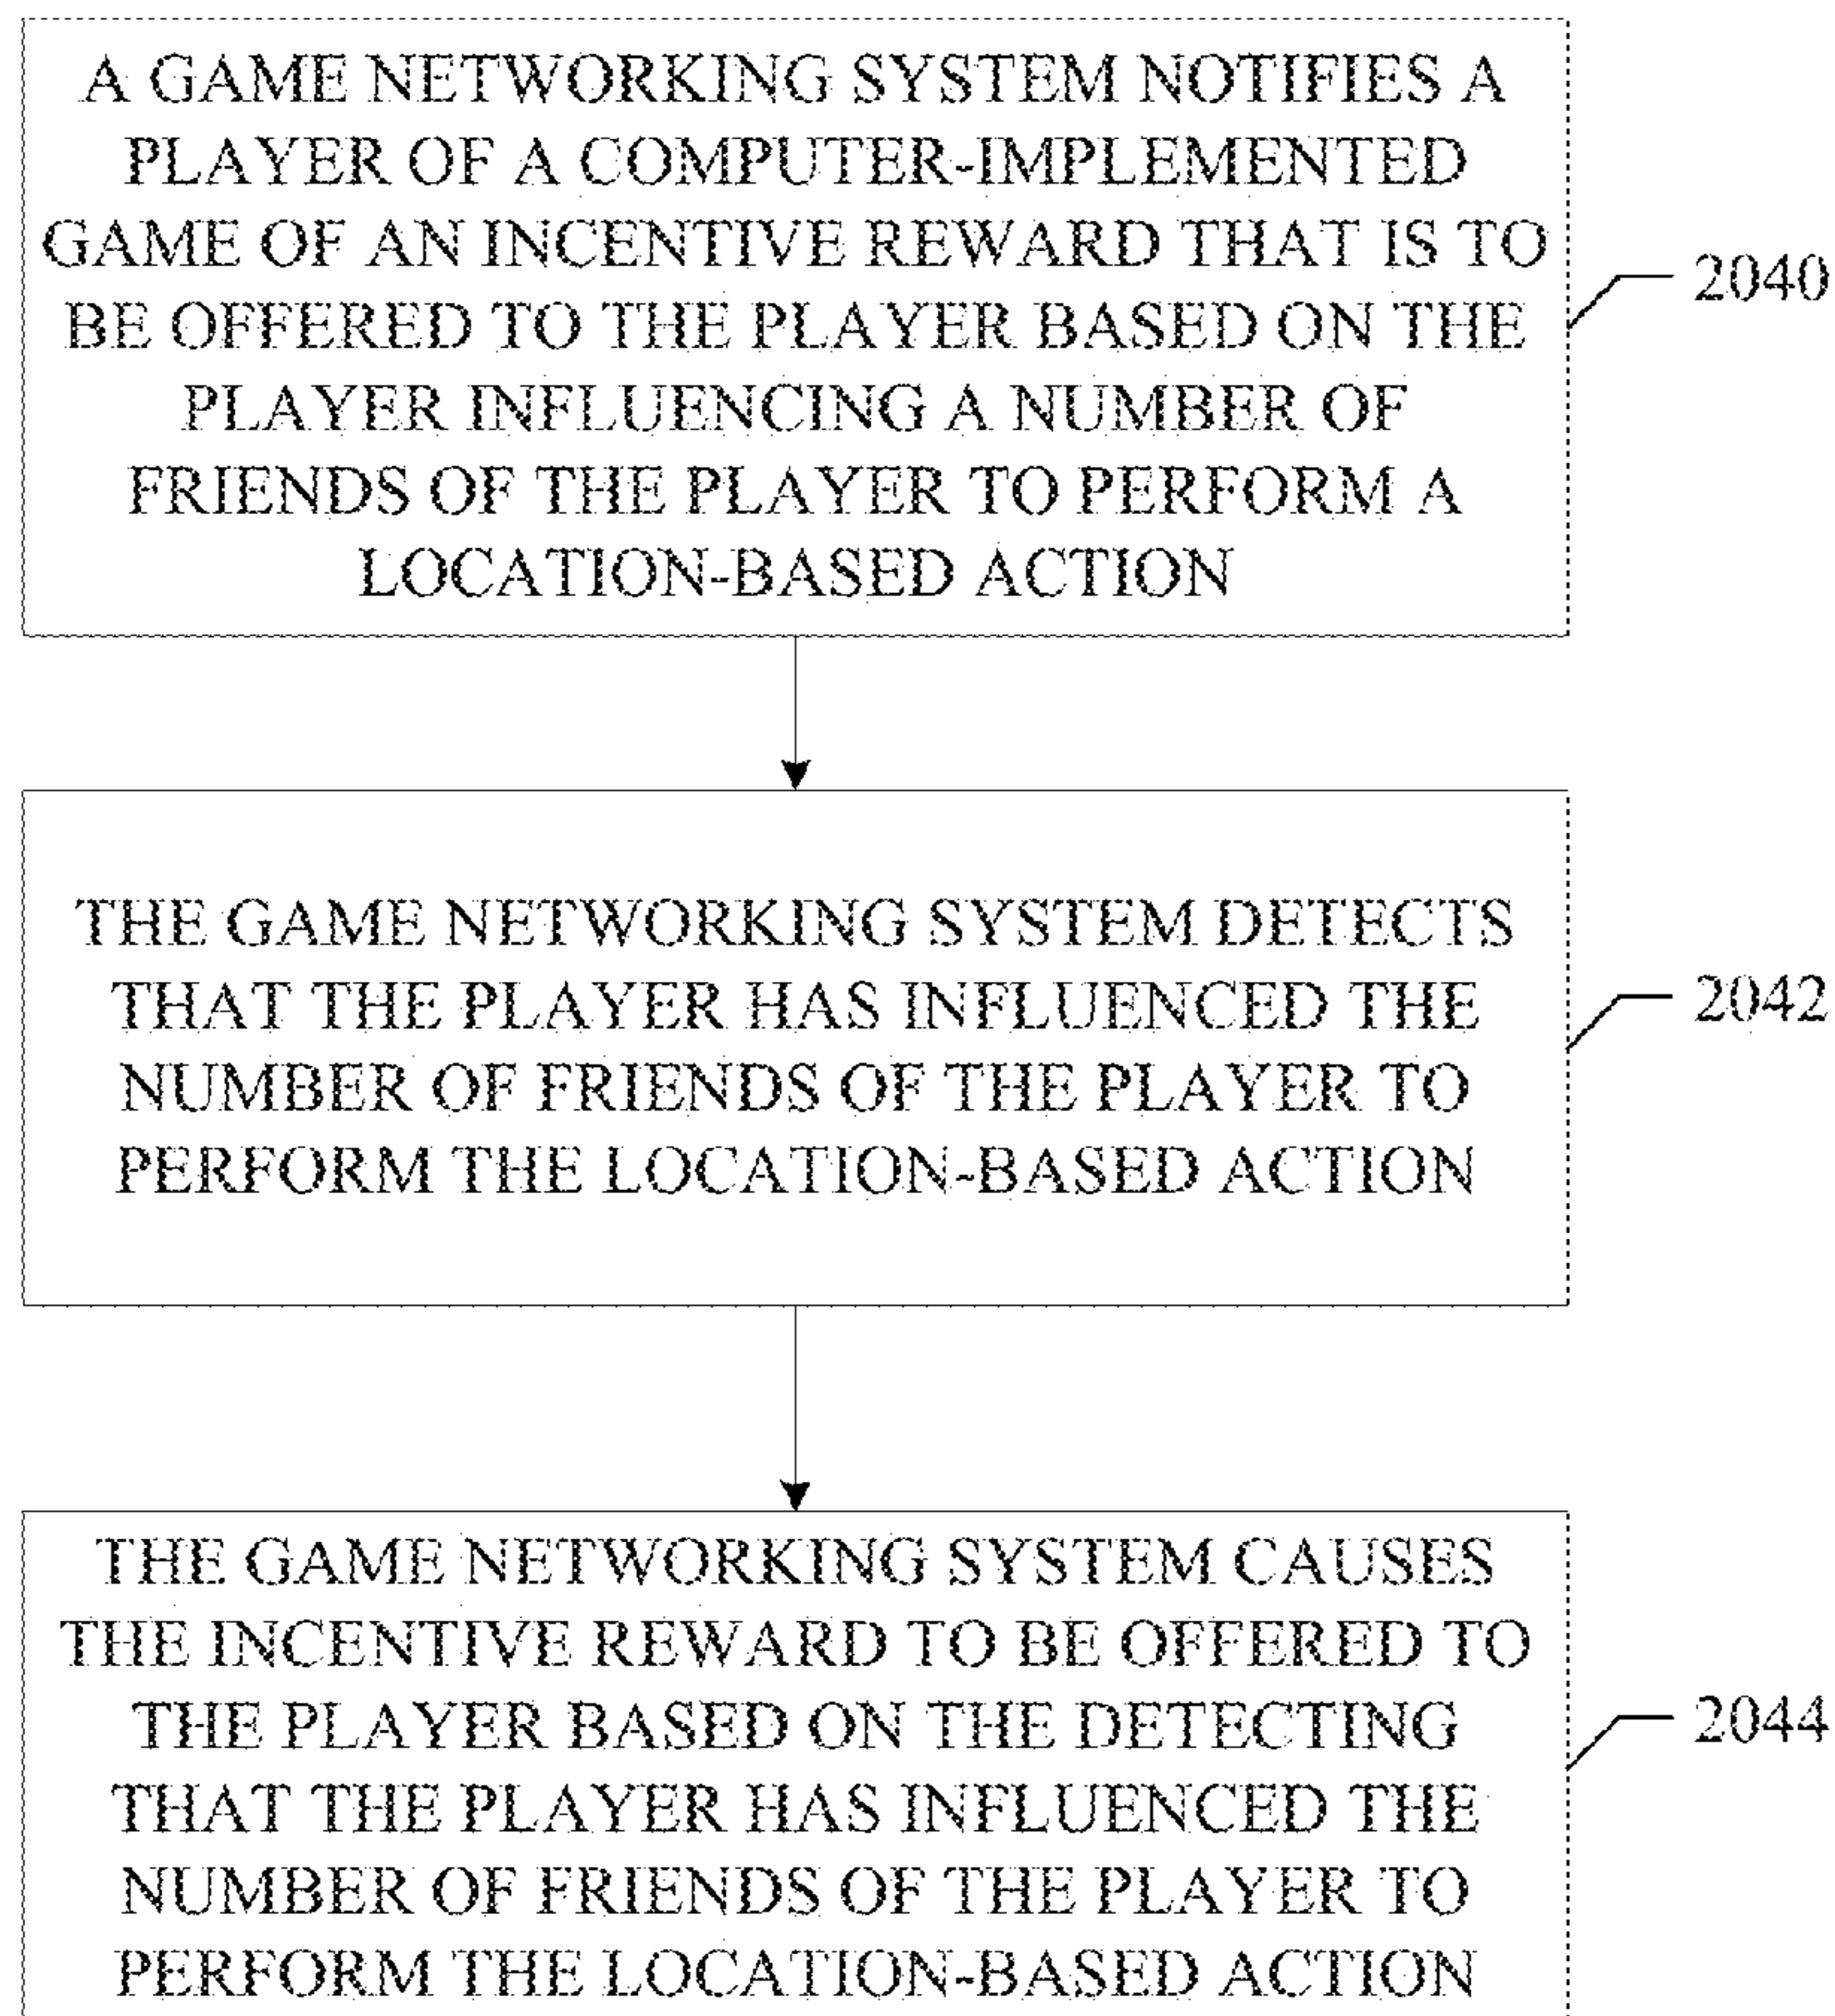 A GAME NETWORKING SYSTEM NOTIFIES A
PLAYER OF A COMPUTER-IMPLEMENTED
GAME OF AN INCENTIVE REWARD THAT IS TO
BE OFFERED TO THE PLAYER BASED ON THE
PLAYER INFLUENCING A NUMBER OF
FRIENDS OF THE PLAYER TO PERFORM A
LOCATION-BASED ACTION
2040
THE GAME NETWORKING SYSTEM DETECTS
THAT THE PLAYER HAS INFLUENCED THE
NUMBER OF FRIENDS OF THE PLAYER TO
PERFORM THE LOCATION-BASED ACTION
2042
THE GAME NETWORKING SYSTEM CAUSES
THE INCENTIVE REWARD TO BE OFFERED TO
THE PLAYER BASED ON THE DETECTING
THAT THE PLAYER HAS INFLUENCED THE
NUMBER OF FRIENDS OF THE PLAYER TO
PERFORM THE LOCATION-BASED ACTION
2044